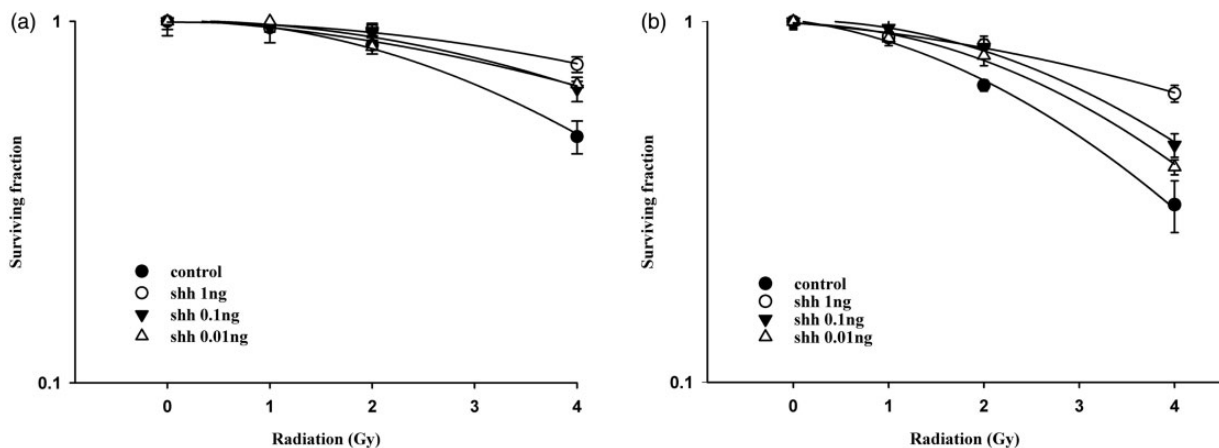 (a)
1
Surviving fraction
control
shh 1ng
shh 0.1ng
shh 0.01ng
0.1
0 1 2 3 4
Radiation (Gy)
(b)
1
Surviving fraction
control
shh 1ng
shh 0.1ng
shh 0.01ng
0.1
0 1 2 3 4
Radiation (Gy)